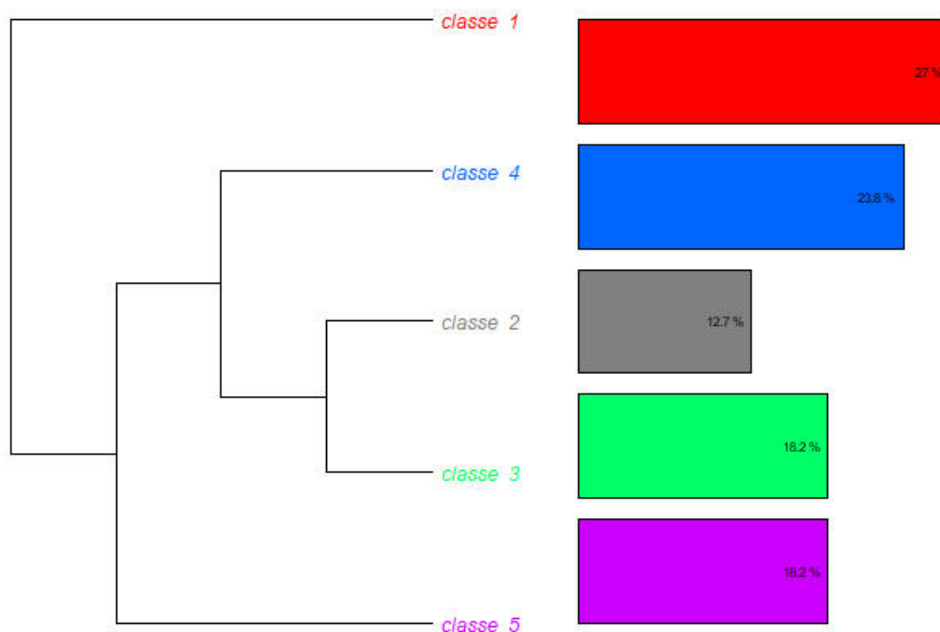 classe 1
27 %
classe 4
23.8 %
classe 2
12.7 %
classe 3
18.2 %
classe 5
18.2 %